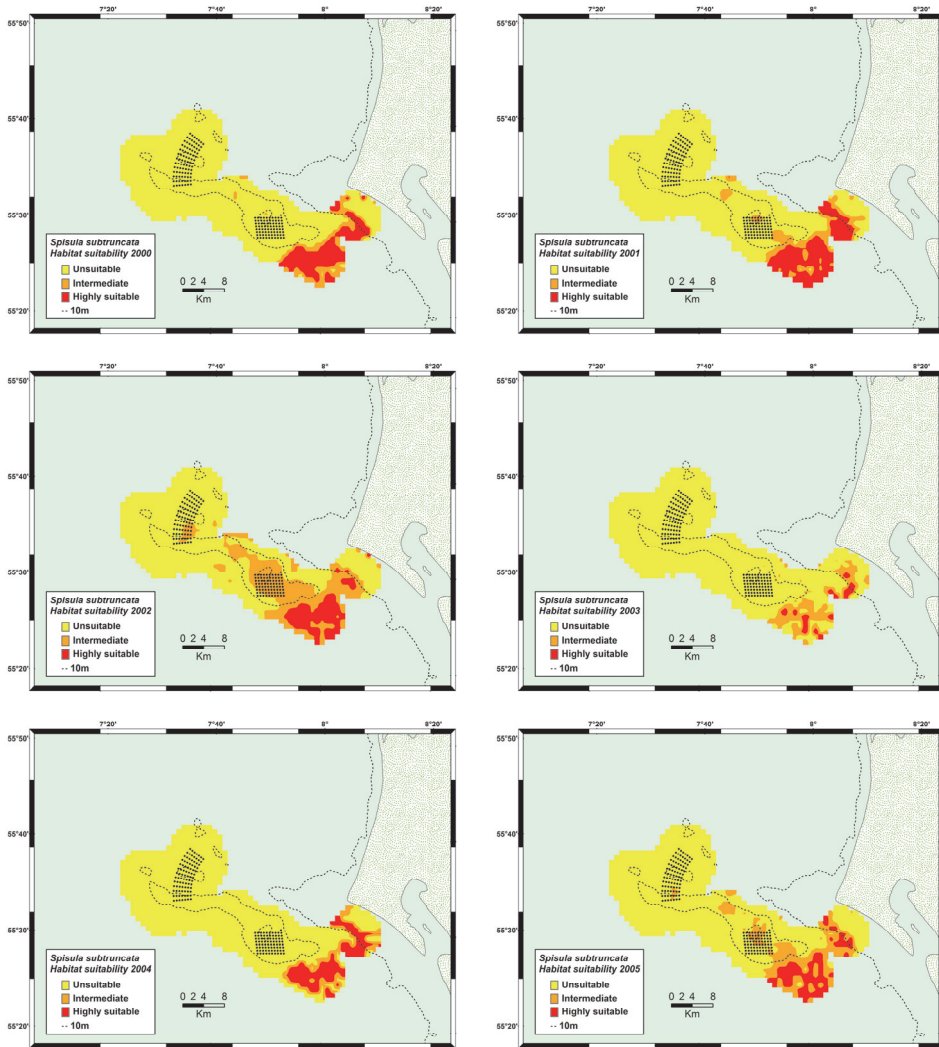 7°20' 7°40' 8° 8°20'
55°50'
55°40'
55°30'
55°20'
Spisula subtruncata
Habitat suitability 2000
Unsuitable
Intermediate
Highly suitable
10m
0 2 4 8
Km
7°20' 7°40' 8° 8°20'
55°50'
55°40'
55°30'
55°20'
Spisula subtruncata
Habitat suitability 2001
Unsuitable
Intermediate
Highly suitable
10m
0 2 4 8
Km
7°20' 7°40' 8° 8°20'
55°50'
55°40'
55°30'
55°20'
Spisula subtruncata
Habitat suitability 2002
Unsuitable
Intermediate
Highly suitable
10m
0 2 4 8
Km
7°20' 7°40' 8° 8°20'
55°50'
55°40'
55°30'
55°20'
Spisula subtruncata
Habitat suitability 2003
Unsuitable
Intermediate
Highly suitable
10m
0 2 4 8
Km
7°20' 7°40' 8° 8°20'
55°50'
55°40'
66°30'
55°20'
Spisula subtruncata
Habitat suitability 2004
Unsuitable
Intermediate
Highly suitable
10m
0 2 4 8
Km
7°20' 7°40' 8° 8°20'
55°50'
55°40'
66°30'
55°20'
Spisula subtruncata
Habitat suitability 2005
Unsuitable
Intermediate
Highly suitable
10m
0 2 4 8
Km